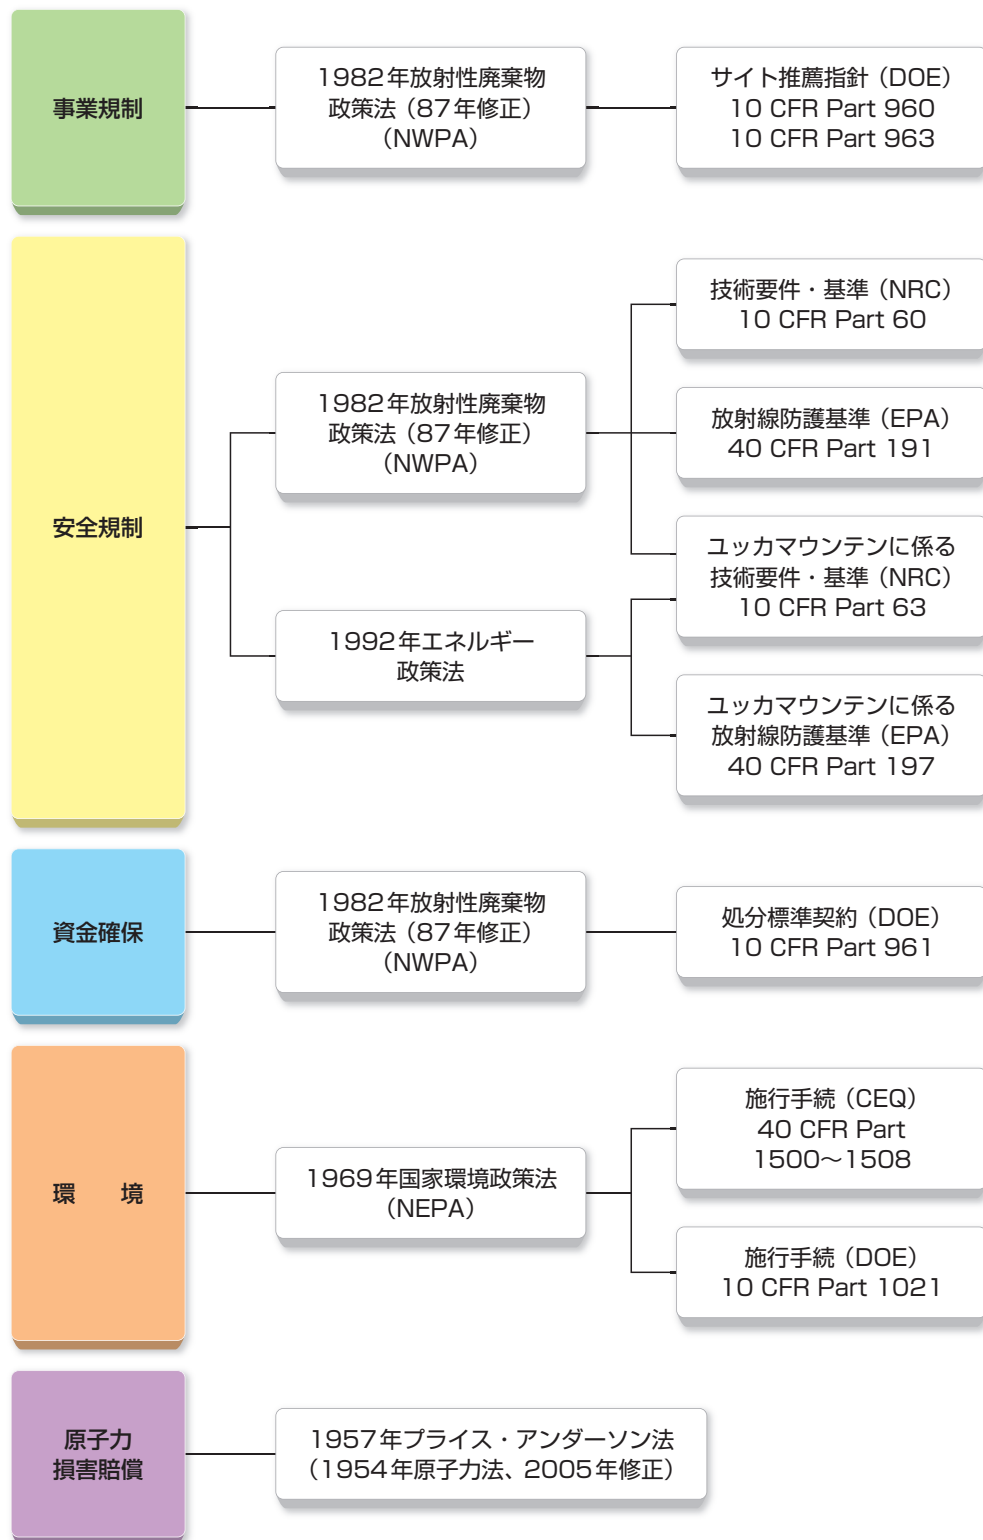 事業規制
1982年放射性廃棄物
政策法（87年修正）
（NWPA）
サイト推薦指針（DOE）
10 CFR Part 960
10 CFR Part 963
安全規制
1982年放射性廃棄物
政策法（87年修正）
（NWPA）
技術要件・基準（NRC）
10 CFR Part 60
放射線防護基準（EPA）
40 CFR Part 191
ユッカマウンテンに係る
技術要件・基準（NRC）
10 CFR Part 63
1992年エネルギー
政策法
ユッカマウンテンに係る
放射線防護基準（EPA）
40 CFR Part 197
資金確保
1982年放射性廃棄物
政策法（87年修正）
（NWPA）
処分標準契約（DOE）
10 CFR Part 961
環　境
1969年国家環境政策法
（NEPA）
施行手続（CEQ）
40 CFR Part
1500～1508
施行手続（DOE）
10 CFR Part 1021
原子力
損害賠償
1957年プライス・アンダーソン法
（1954年原子力法、2005年修正）